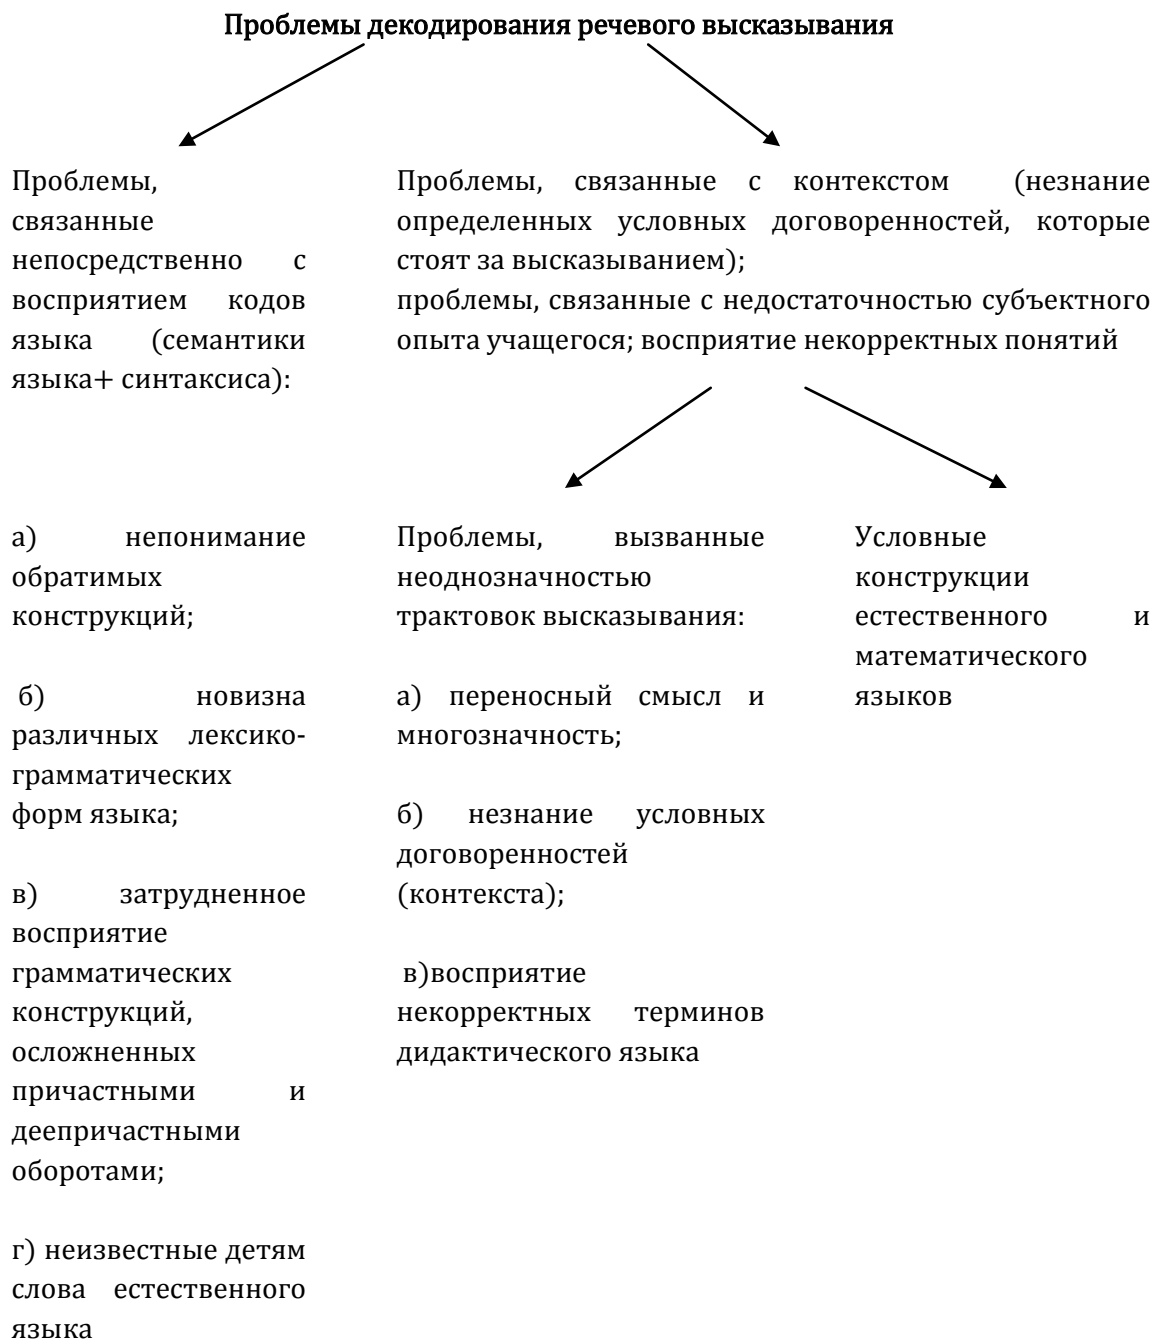 Проблемы декодирования речевого высказывания
Проблемы,
связанные
непосредственно с
восприятием кодов
языка (семантики
языка+ синтаксиса):
Проблемы, связанные с контекстом (незнание
определенных условных договоренностей, которые
стоят за высказыванием);
проблемы, связанные с недостаточностью субъектного
опыта учащегося; восприятие некорректных понятий
а) непонимание
обратимых
конструкций;
б) новизна
различных лексико-
грамматических
форм языка;
в) затрудненное
восприятие
грамматических
конструкций,
осложненных
причастными и
деепричастными
оборотами;
г) неизвестные детям
слова естественного
языка
Проблемы, вызванные
неоднозначностью
трактовок высказывания:
а) переносный смысл и
многозначность;
б) незнание условных
договоренностей
(контекста);
в)восприятие
некорректных терминов
дидактического языка
Условные
конструкции
естественного и
математического
языков